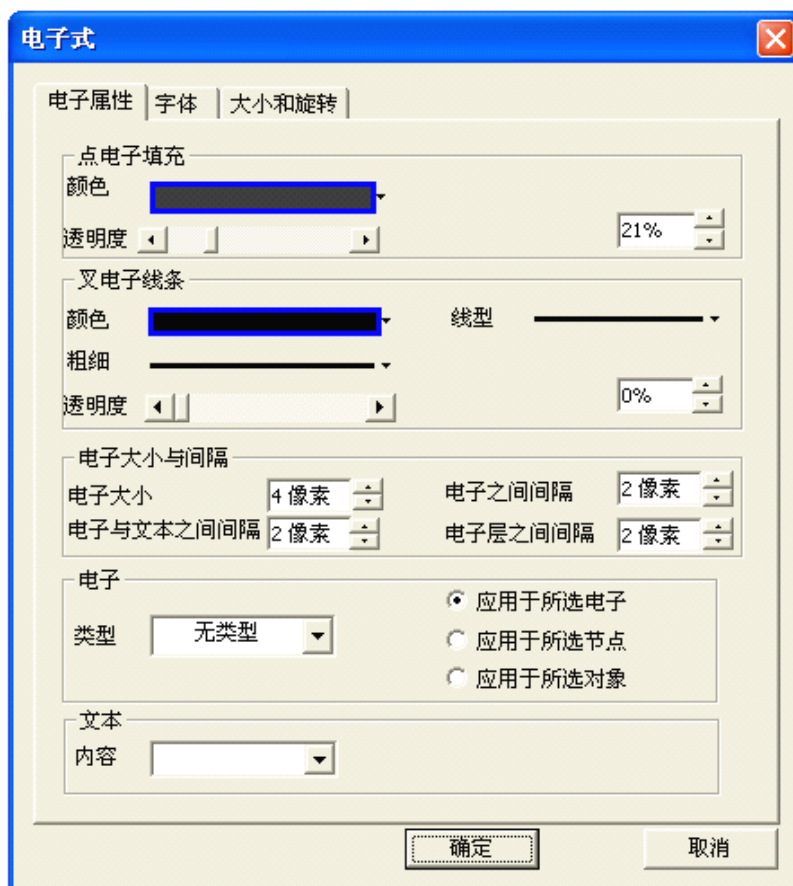 电子式
电子属性 字体 大小和旋转
点电子填充
颜色
透明度 21%
叉电子线条
颜色 线型
粗细
透明度 0%
电子大小与间隔
电子大小 4 像素 电子之间间隔 2 像素
电子与文本之间间隔 2 像素 电子层之间间隔 2 像素
电子
应用于所选电子
类型 无类型 应用于所选节点
应用于所选对象
文本
内容
确定 取消